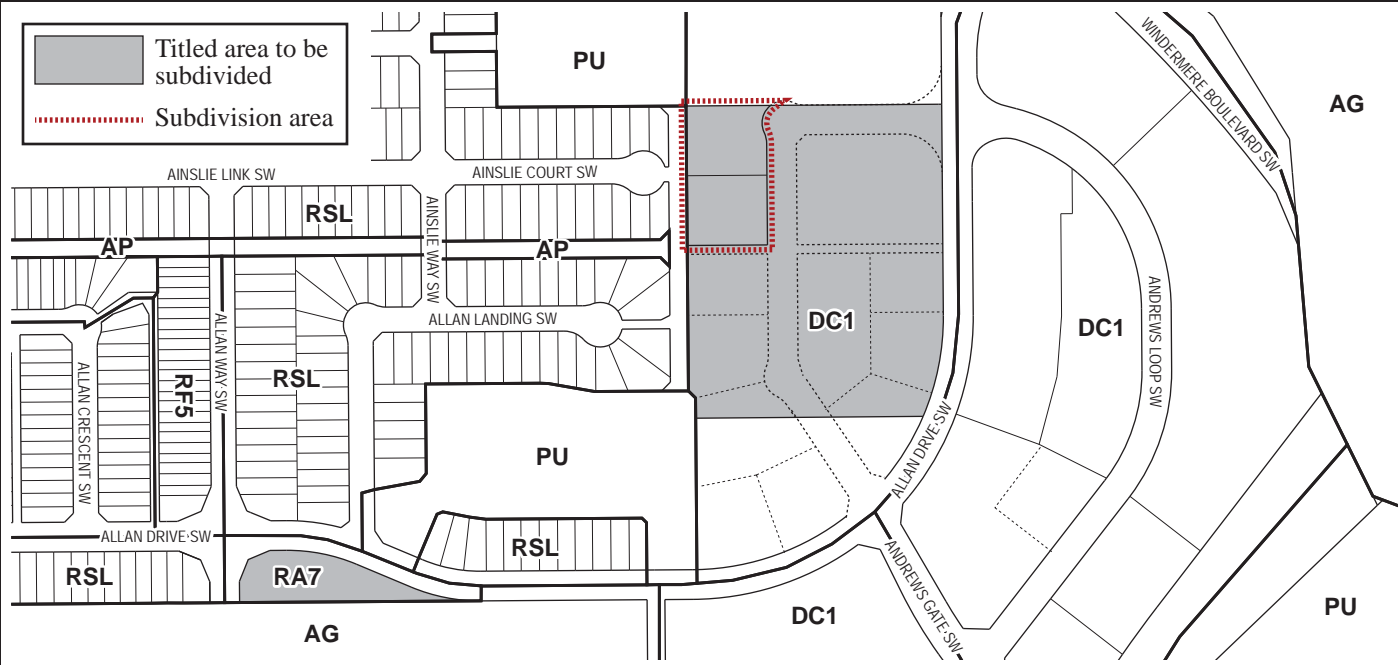 Titled area to be
subdivided
Subdivision area
PU
WINDERMERE BOULEVARD SW
AG
AINSLIE LINK SW
AINSLIE COURT SW
RSL
AINSLIE WAY SW
AP
AP
ANDREWS LOOP SW
ALLAN LANDING SW
DC1
DC1
ALLAN WAY SW
ALLAN CRESCENT SW
RF5
RSL
PU
ALLAN DRVE SW
ALLAN DRIVE SW
RSL
RSL
RA7
ANDREWS GATE SW
DC1
PU
AG